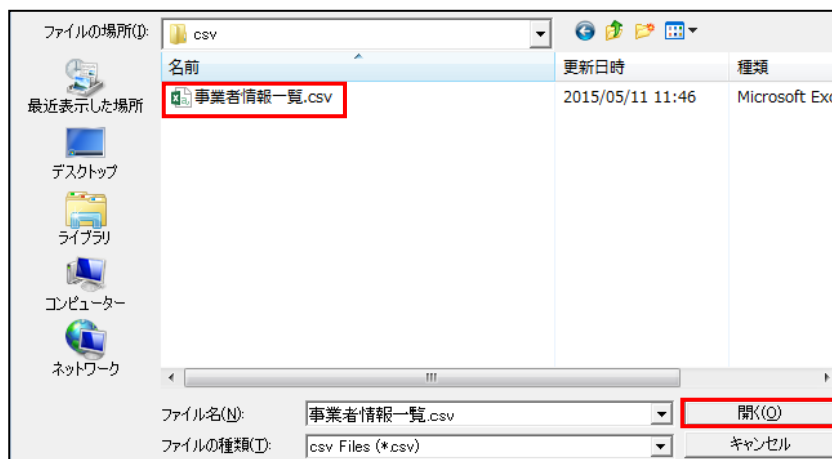 ファイルの場所(I):
csv
名前
更新日時
種類
事業者情報一覧.csv
2015/05/11 11:46
Microsoft Exc
最近表示した場所
デスクトップ
ライブラリ
コンピューター
ネットワーク
ファイル名(N):
事業者情報一覧.csv
開く(O)
ファイルの種類(T):
csv Files (*.csv)
キャンセル